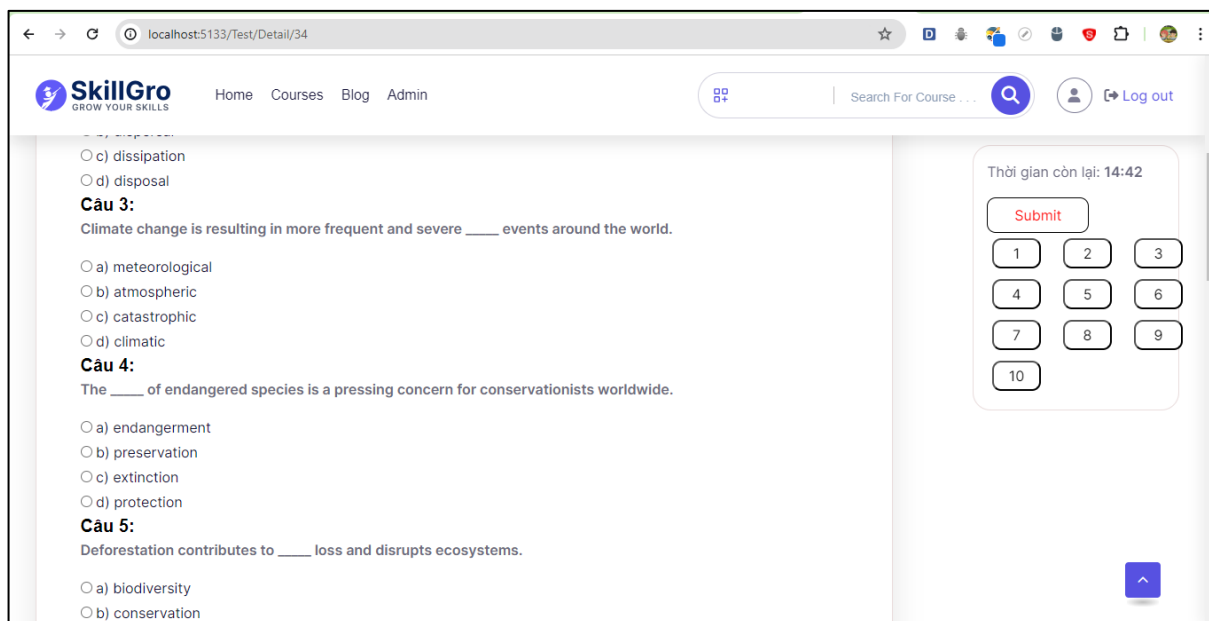 localhost:5133/Test/Detail/34
SkillGro
GROW YOUR SKILLS
Home Courses Blog Admin
Search For Course . . .
Log out
c) dissipation
d) disposal
Câu 3:
Climate change is resulting in more frequent and severe _____ events around the world.
a) meteorological
b) atmospheric
c) catastrophic
d) climatic
Câu 4:
The _____ of endangered species is a pressing concern for conservationists worldwide.
a) endangerment
b) preservation
c) extinction
d) protection
Câu 5:
Deforestation contributes to _____ loss and disrupts ecosystems.
a) biodiversity
b) conservation
Thời gian còn lại: 14:42
Submit
1 2 3
4 5 6
7 8 9
10